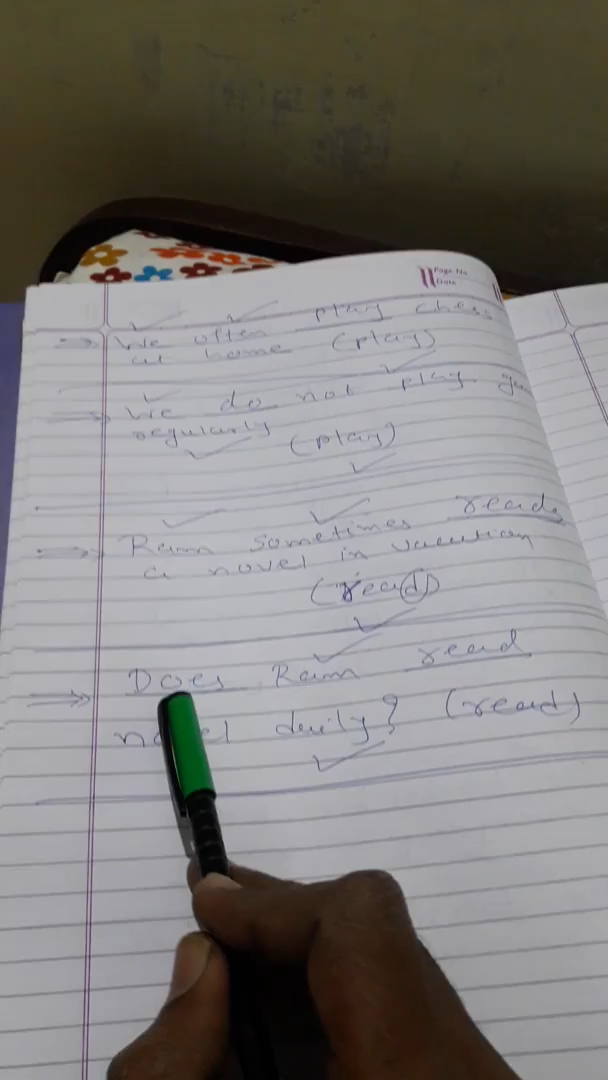 Page No.
Date
We often play chess
at home (play)
We do not play
regularly (play)
Ram sometimes reads
a novel in vacation
(read)
Does Ram read
novel daily? (read)